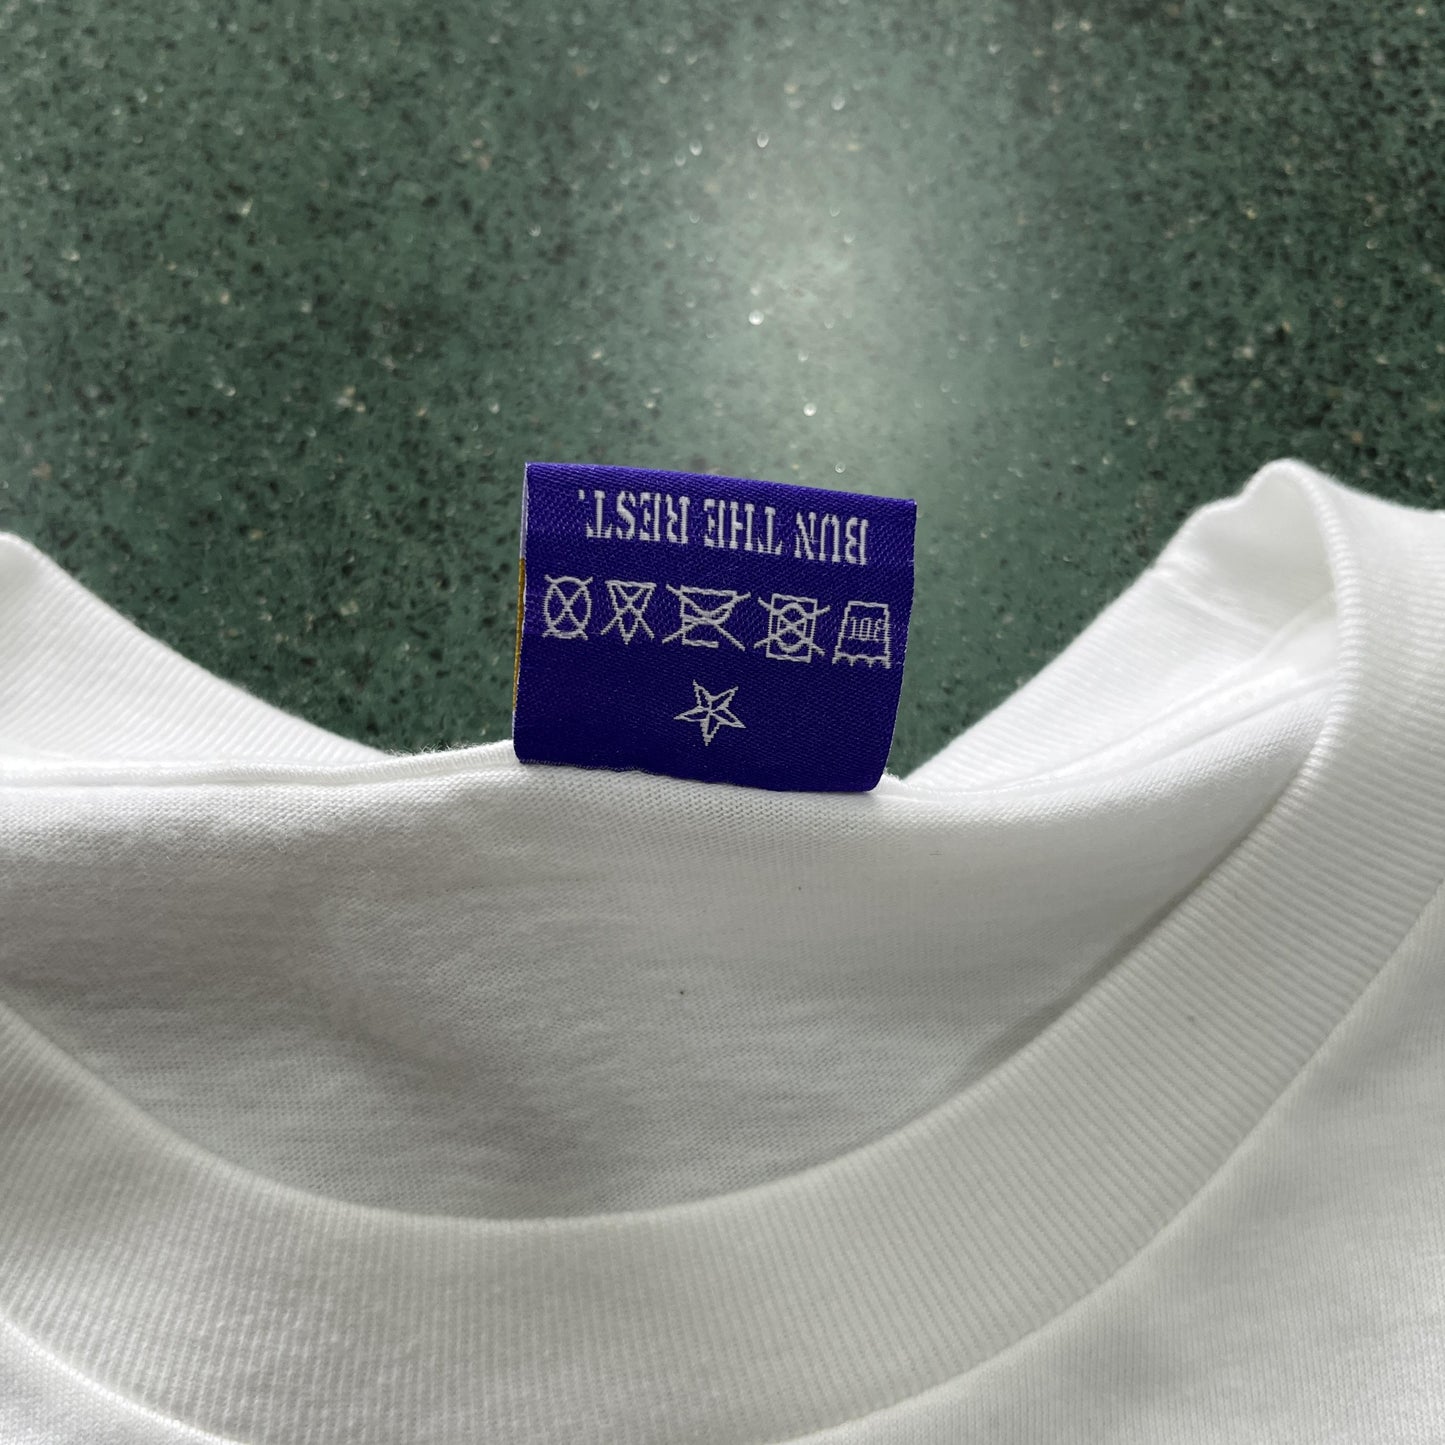 BUN THE REST.